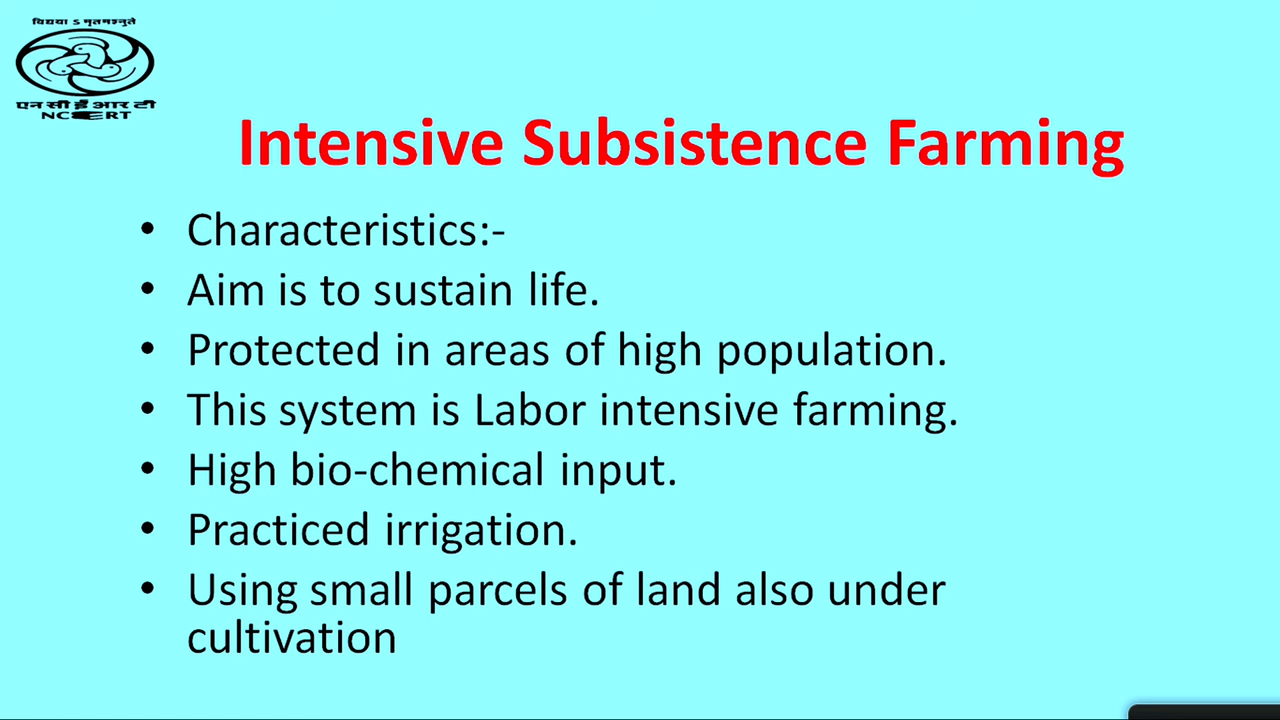 विद्यया ऽ मृतमश्नुते
एन सी ई आर टी
NCERT
Intensive Subsistence Farming
• Characteristics:-
• Aim is to sustain life.
• Protected in areas of high population.
• This system is Labor intensive farming.
• High bio-chemical input.
• Practiced irrigation.
• Using small parcels of land also under
cultivation